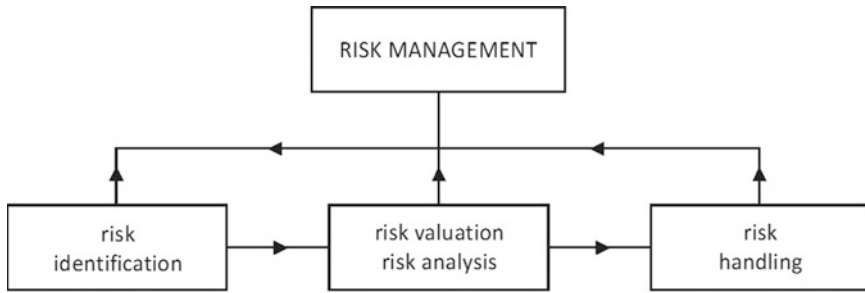 RISK MANAGEMENT
risk
identification
risk valuation
risk analysis
risk
handling